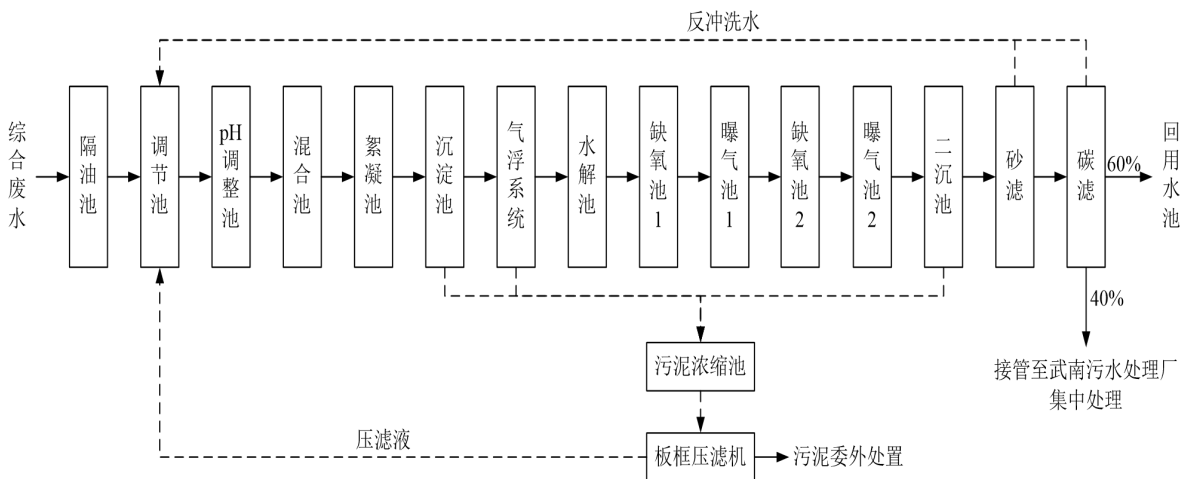 反冲洗水
综合废水
隔油池
调节池
pH调整池
混合池
絮凝池
沉淀池
气浮系统
水解池
缺氧池1
曝气池1
缺氧池2
曝气池2
二沉池
砂滤
碳滤
60%
回用水池
40%
接管至武南污水处理厂
集中处理
污泥浓缩池
压滤液
板框压滤机
污泥委外处置